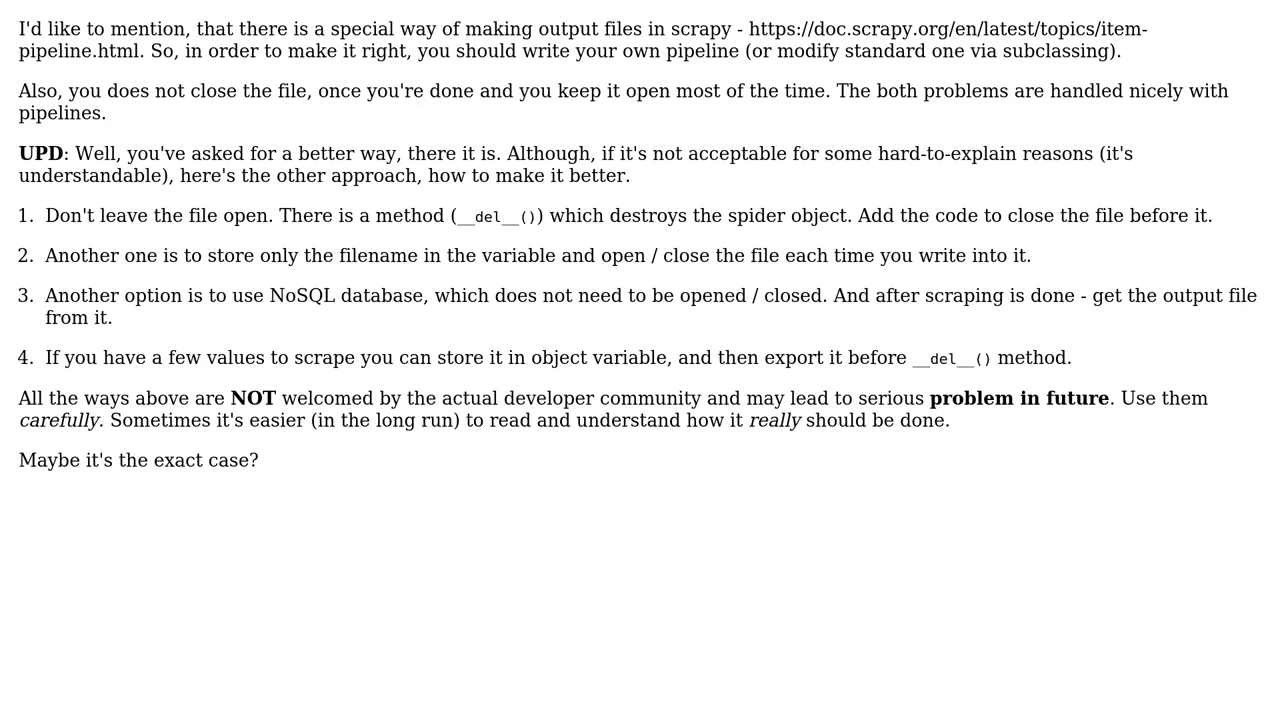 I'd like to mention, that there is a special way of making output files in scrapy - https://doc.scrapy.org/en/latest/topics/item-
pipeline.html. So, in order to make it right, you should write your own pipeline (or modify standard one via subclassing).
Also, you does not close the file, once you're done and you keep it open most of the time. The both problems are handled nicely with
pipelines.
UPD: Well, you've asked for a better way, there it is. Although, if it's not acceptable for some hard-to-explain reasons (it's
understandable), here's the other approach, how to make it better.
1. Don't leave the file open. There is a method (__del__()) which destroys the spider object. Add the code to close the file before it.
2. Another one is to store only the filename in the variable and open / close the file each time you write into it.
3. Another option is to use NoSQL database, which does not need to be opened / closed. And after scraping is done - get the output file
from it.
4. If you have a few values to scrape you can store it in object variable, and then export it before __del__() method.
All the ways above are NOT welcomed by the actual developer community and may lead to serious problem in future. Use them
carefully. Sometimes it's easier (in the long run) to read and understand how it really should be done.
Maybe it's the exact case?